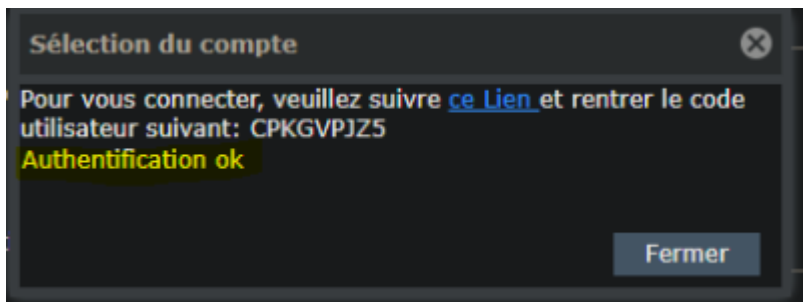 Sélection du compte
Pour vous connecter, veuillez suivre ce Lien et rentrer le code
utilisateur suivant: CPKGVPJZ5
Authentification ok
Fermer